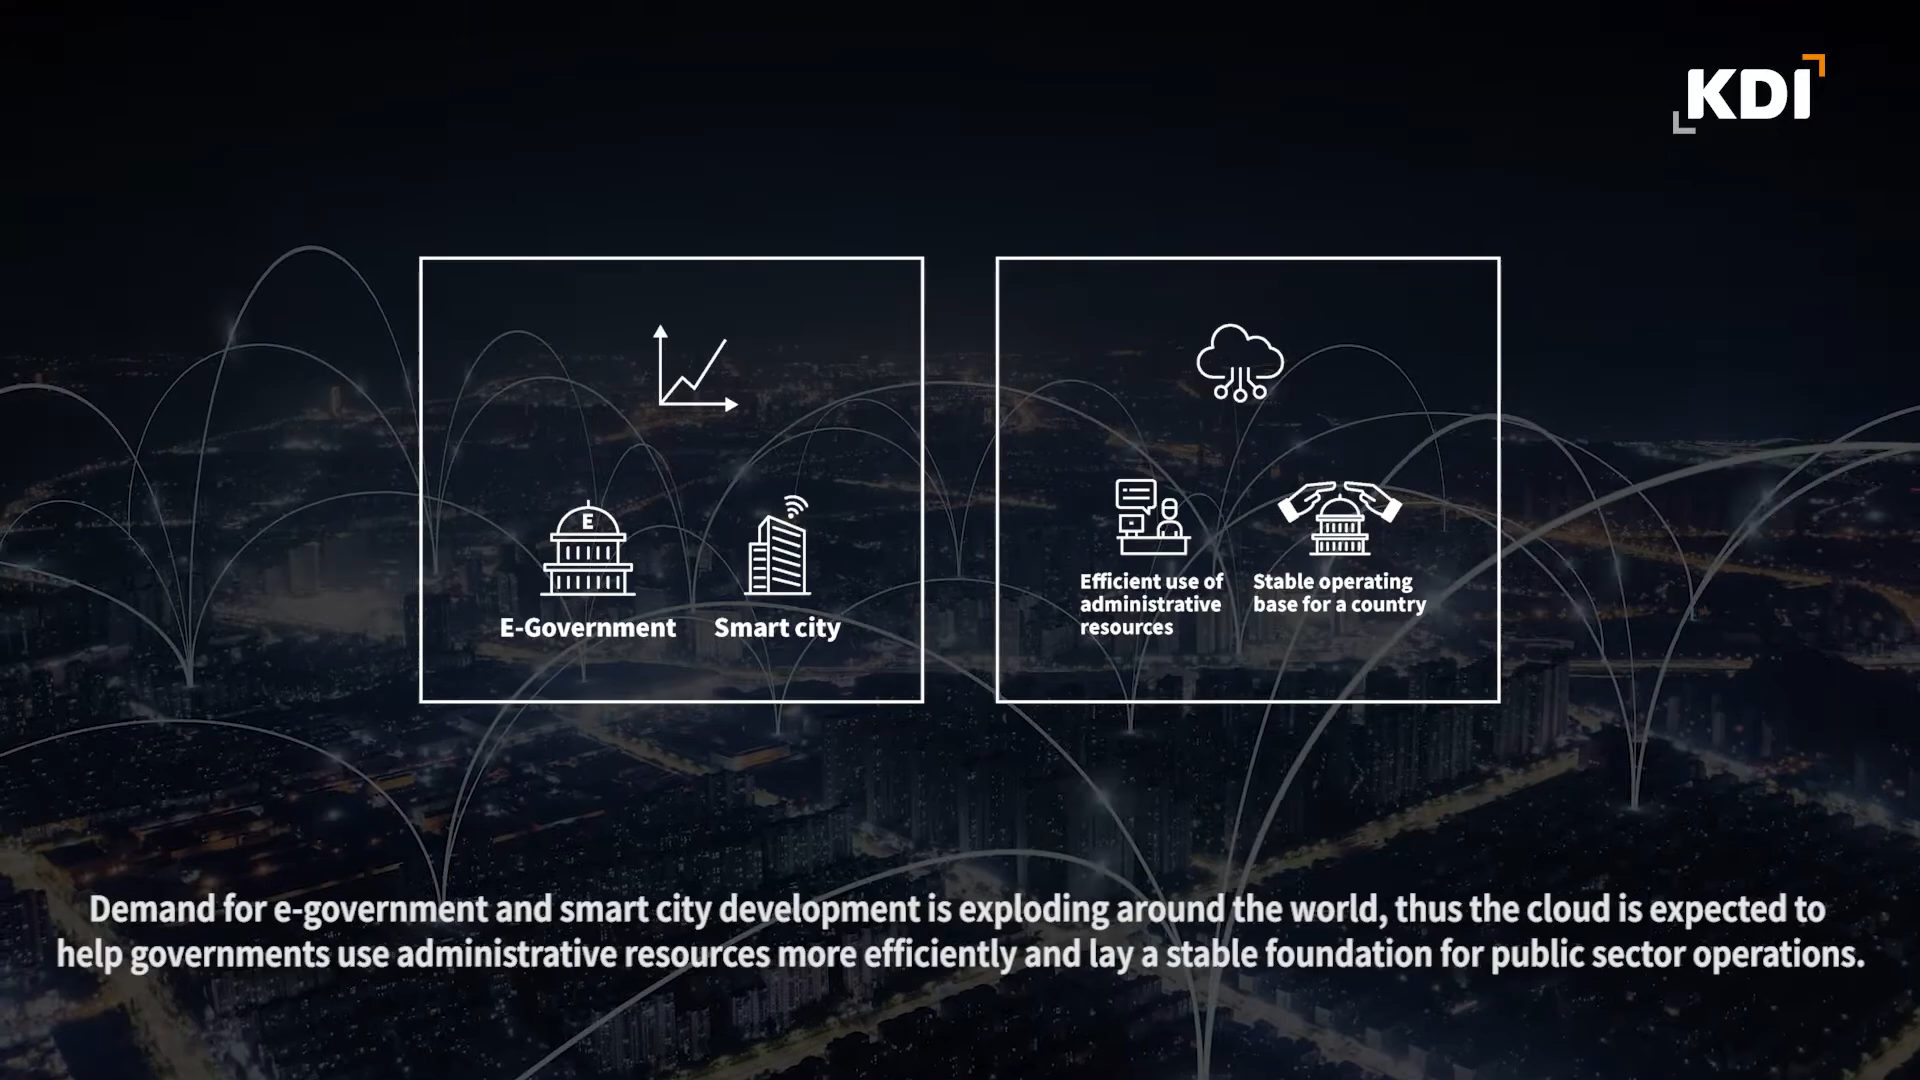 KDI
E
E-Government
Smart city
Efficient use of
administrative
resources
Stable operating
base for a country
Demand for e-government and smart city development is exploding around the world, thus the cloud is expected to
help governments use administrative resources more efficiently and lay a stable foundation for public sector operations.